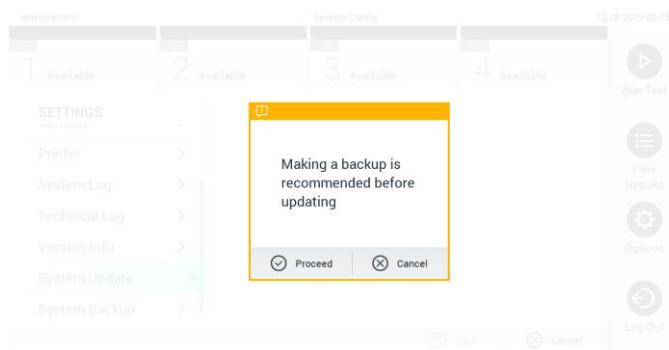 administrator
System Config
13:28 2019-02-11
1 Available
2 Available
3 Available
4 Available
Run Test
SETTINGS
General
Printer
System Log
Technical Log
Version Info
System Update
System Backup
View
Results
Options
Log Out
Making a backup is
recommended before
updating
Proceed
Cancel
Save
Cancel